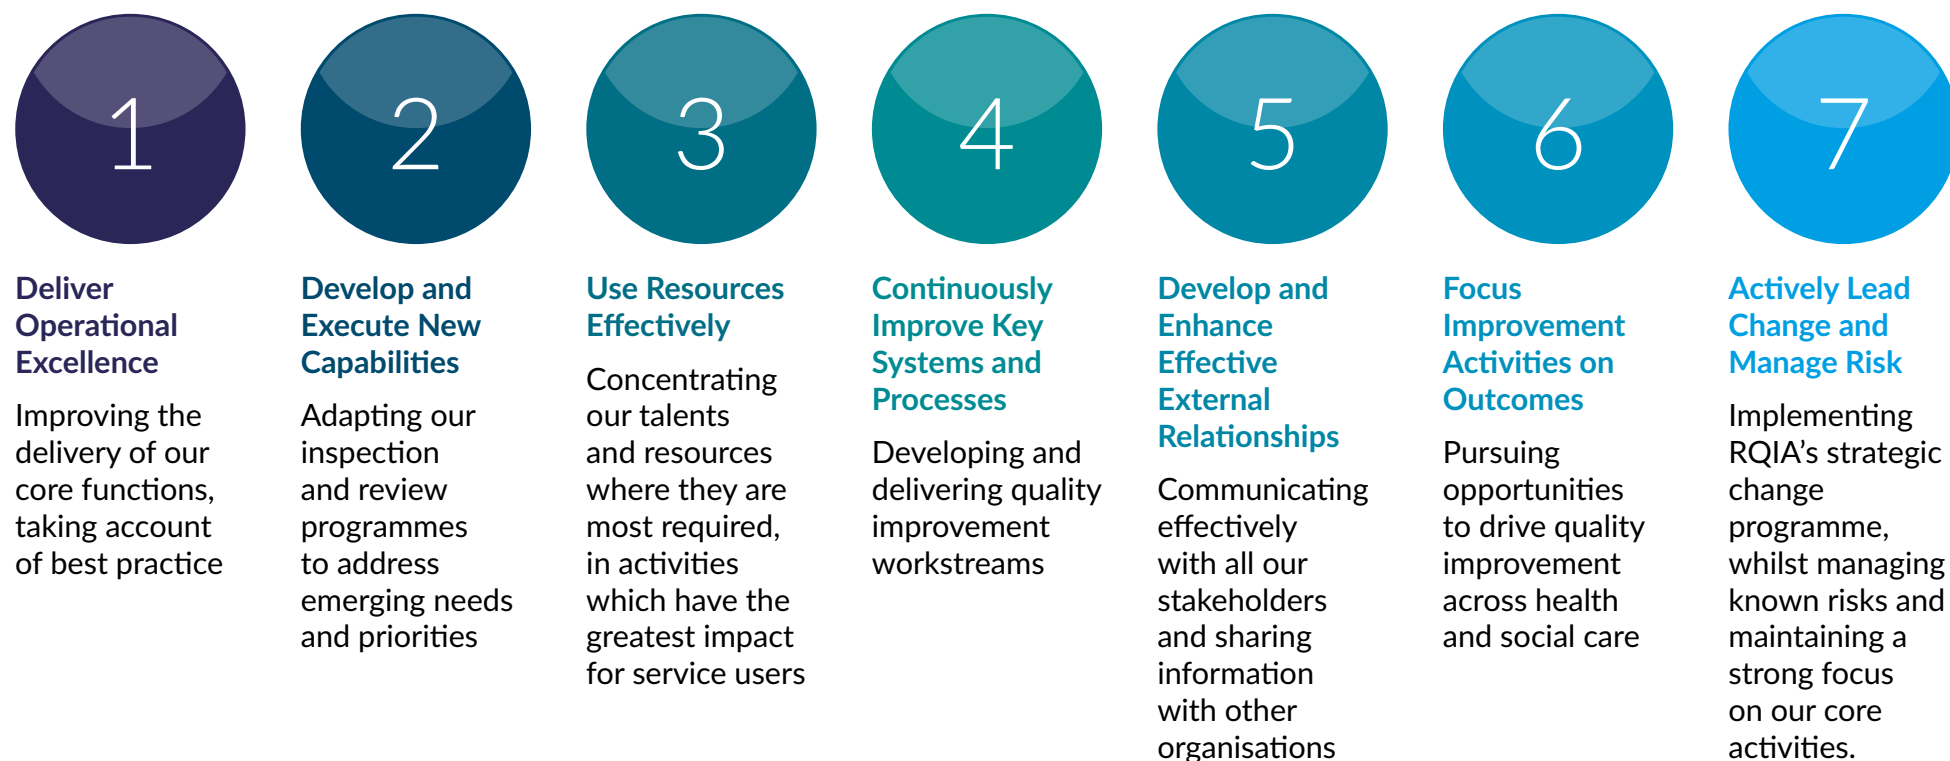 1
Deliver
Operational
Excellence
Improving the
delivery of our
core functions,
taking account
of best practice
2
Develop and
Execute New
Capabilities
Adapting our
inspection
and review
programmes
to address
emerging needs
and priorities
3
Use Resources
Effectively
Concentrating
our talents
and resources
where they are
most required,
in activities
which have the
greatest impact
for service users
4
Continuously
Improve Key
Systems and
Processes
Developing and
delivering quality
improvement
workstreams
5
Develop and
Enhance
Effective
External
Relationships
Communicating
effectively
with all our
stakeholders
and sharing
information
with other
organisations
6
Focus
Improvement
Activities on
Outcomes
Pursuing
opportunities
to drive quality
improvement
across health
and social care
7
Actively Lead
Change and
Manage Risk
Implementing
RQIA’s strategic
change
programme,
whilst managing
known risks and
maintaining a
strong focus
on our core
activities.